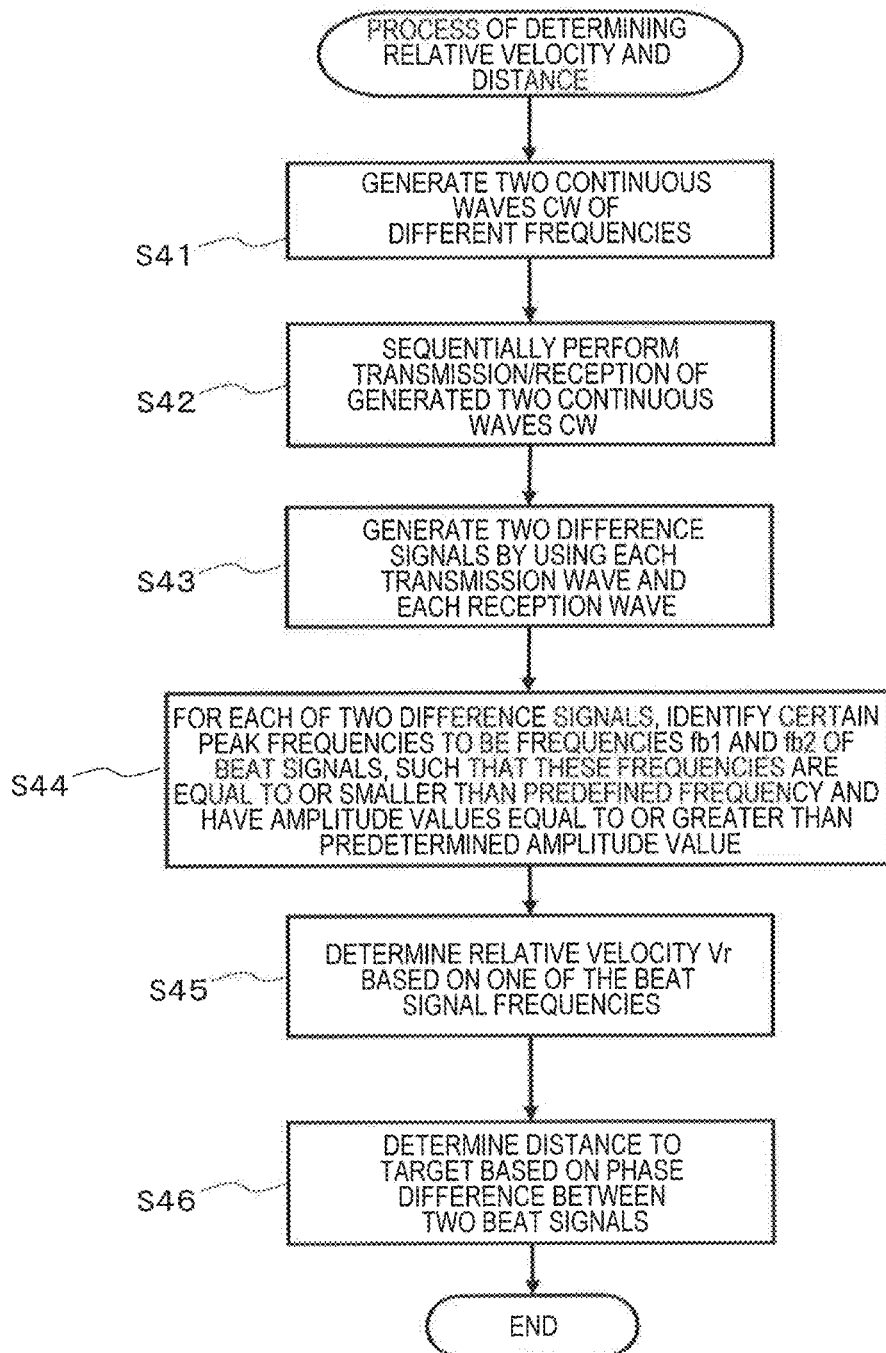 PROCESS OF DETERMINING
RELATIVE VELOCITY AND
DISTANCE
GENERATE TWO CONTINUOUS
WAVES CW OF
DIFFERENT FREQUENCIES
S41
SEQUENTIALLY PERFORM
TRANSMISSION/RECEPTION OF
GENERATED TWO CONTINUOUS
WAVES CW
S42
GENERATE TWO DIFFERENCE
SIGNALS BY USING EACH
TRANSMISSION WAVE AND
EACH RECEPTION WAVE
S43
FOR EACH OF TWO DIFFERENCE SIGNALS, IDENTIFY CERTAIN
PEAK FREQUENCIES TO BE FREQUENCIES fb1 AND fb2 OF
BEAT SIGNALS, SUCH THAT THESE FREQUENCIES ARE
EQUAL TO OR SMALLER THAN PREDEFINED FREQUENCY AND
HAVE AMPLITUDE VALUES EQUAL TO OR GREATER THAN
PREDETERMINED AMPLITUDE VALUE
S44
DETERMINE RELATIVE VELOCITY Vr
BASED ON ONE OF THE BEAT
SIGNAL FREQUENCIES
S45
DETERMINE DISTANCE TO
TARGET BASED ON PHASE
DIFFERENCE BETWEEN
TWO BEAT SIGNALS
S46
END